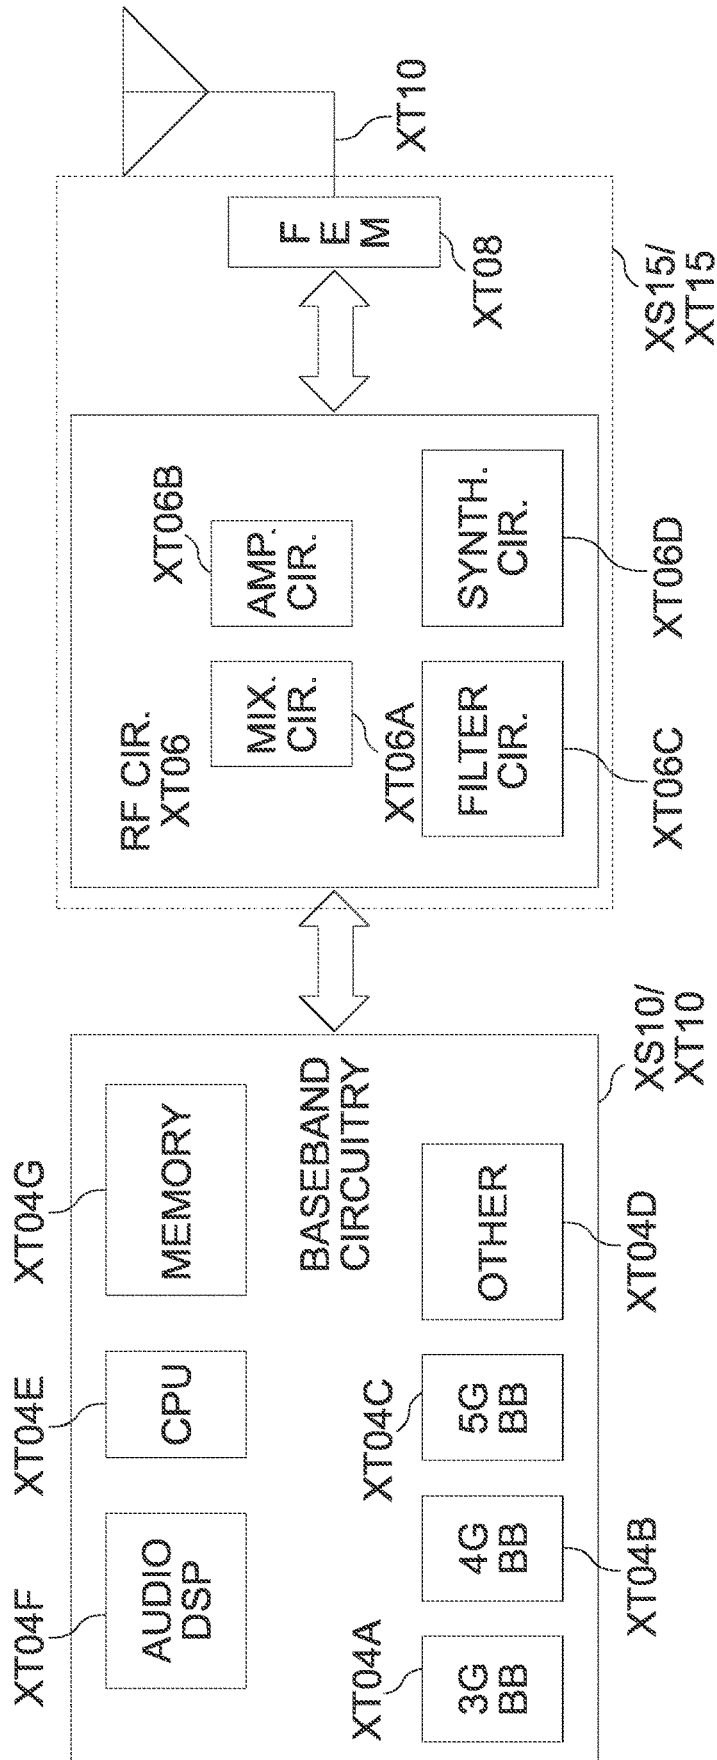 XT04F
XT04E
XT04G
AUDIO
DSP
CPU
MEMORY
BASEBAND
CIRCUITRY
XT04A
XT04C
3G
BB
4G
BB
5G
BB
OTHER
XT04B
XT04D
XS10/
XT10
RF CIR.
XT06
XT06B
MIX.
CIR.
AMP.
CIR.
XT06A
FILTER
CIR.
SYNTH.
CIR.
XT06C
XT06D
F
E
M
XT08
XT10
XS15/
XT15